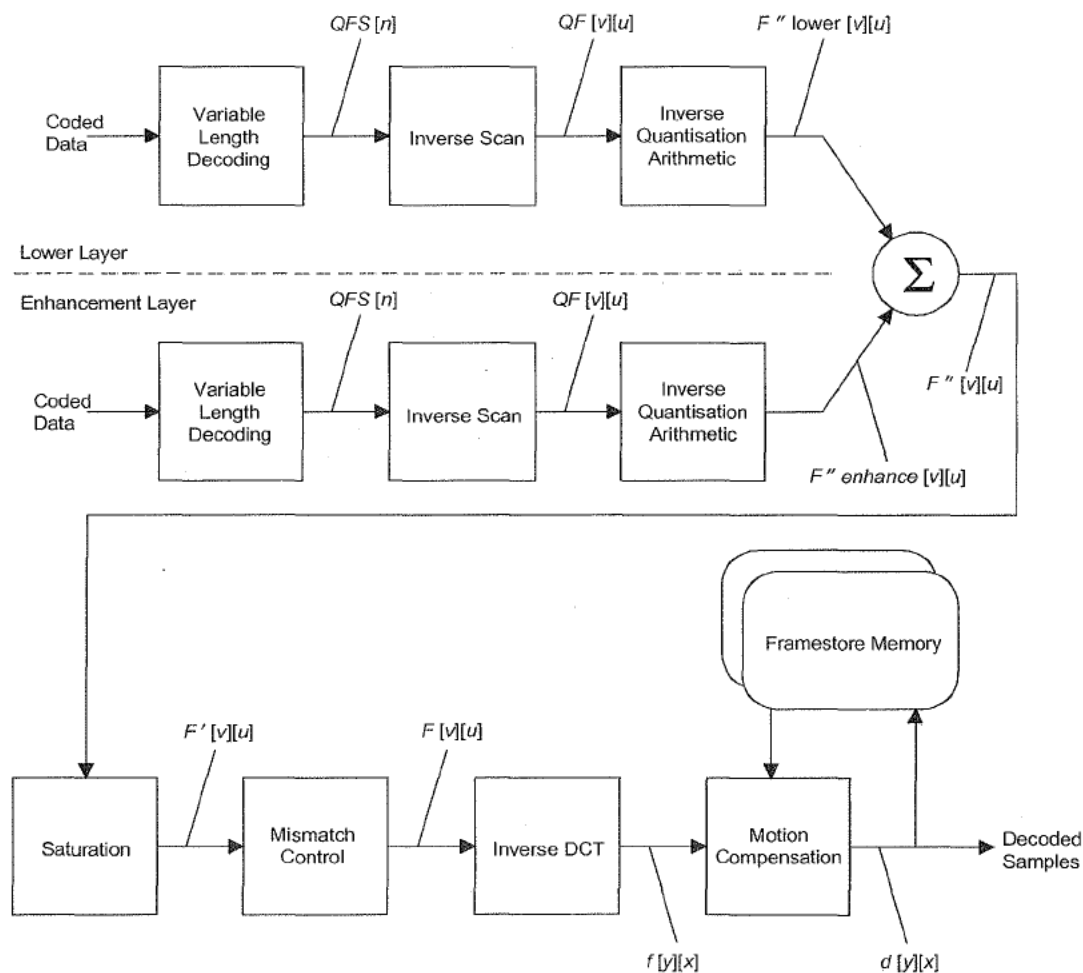 QFS [n]
QF [v][u]
F″ lower [v][u]
Coded
Data
Variable
Length
Decoding
Inverse Scan
Inverse
Quantisation
Arithmetic
Lower Layer
Σ
Enhancement Layer
QFS [n]
QF [v][u]
F″ [v][u]
Coded
Data
Variable
Length
Decoding
Inverse Scan
Inverse
Quantisation
Arithmetic
F″ enhance [v][u]
Framestore Memory
F′ [v][u]
F [v][u]
Saturation
Mismatch
Control
Inverse DCT
Motion
Compensation
Decoded
Samples
f [y][x]
d [y][x]